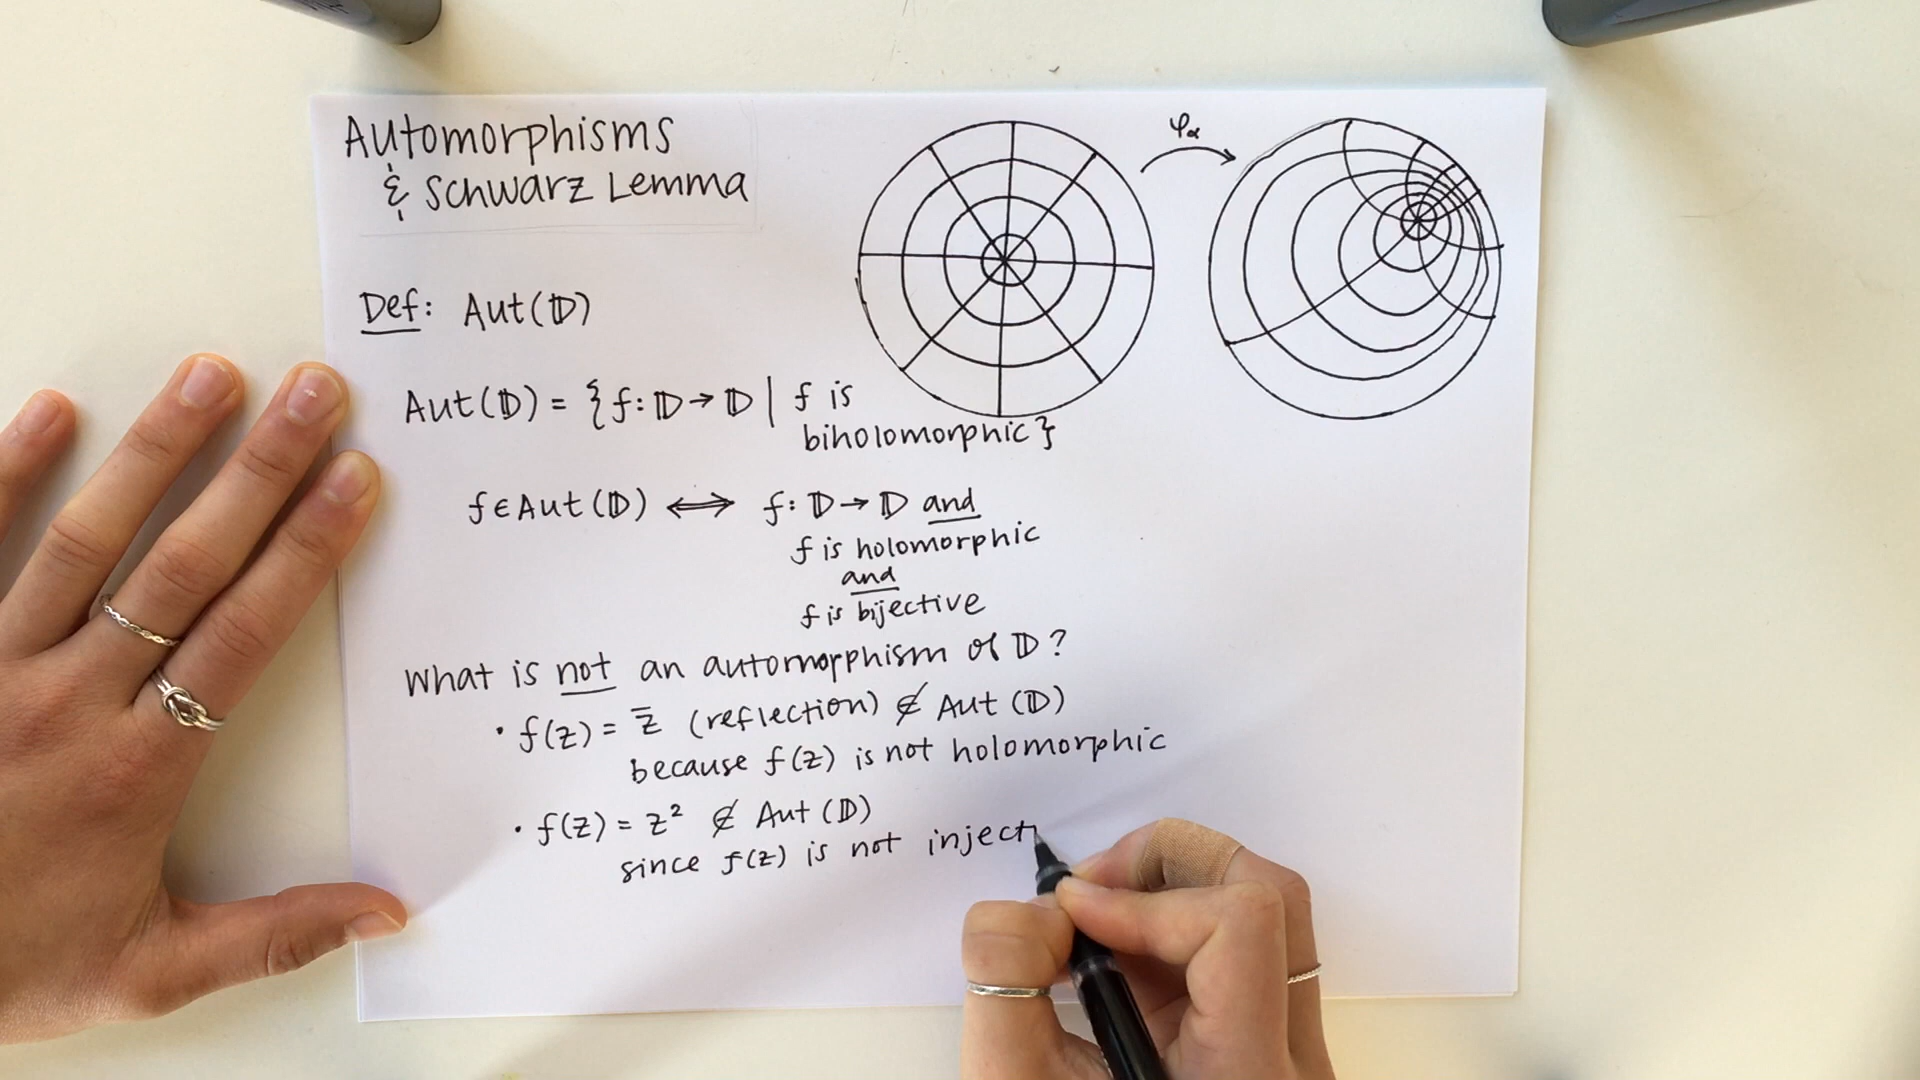 Automorphisms
& Schwarz Lemma
φα
Def: Aut(𝔻)
Aut(𝔻) = {f: 𝔻 → 𝔻 | f is
biholomorphic}
f ∈ Aut(𝔻) ⟺ f: 𝔻 → 𝔻 and
f is holomorphic
and
f is bijective
What is not an automorphism of 𝔻?
• f(z) = z̄ (reflection) ∉ Aut(𝔻)
because f(z) is not holomorphic
• f(z) = z² ∉ Aut(𝔻)
since f(z) is not inject